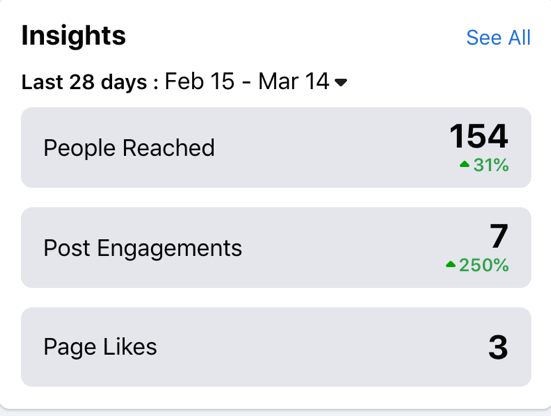 Insights
See All
Last 28 days : Feb 15 - Mar 14
People Reached
154
31%
Post Engagements
7
250%
Page Likes
3